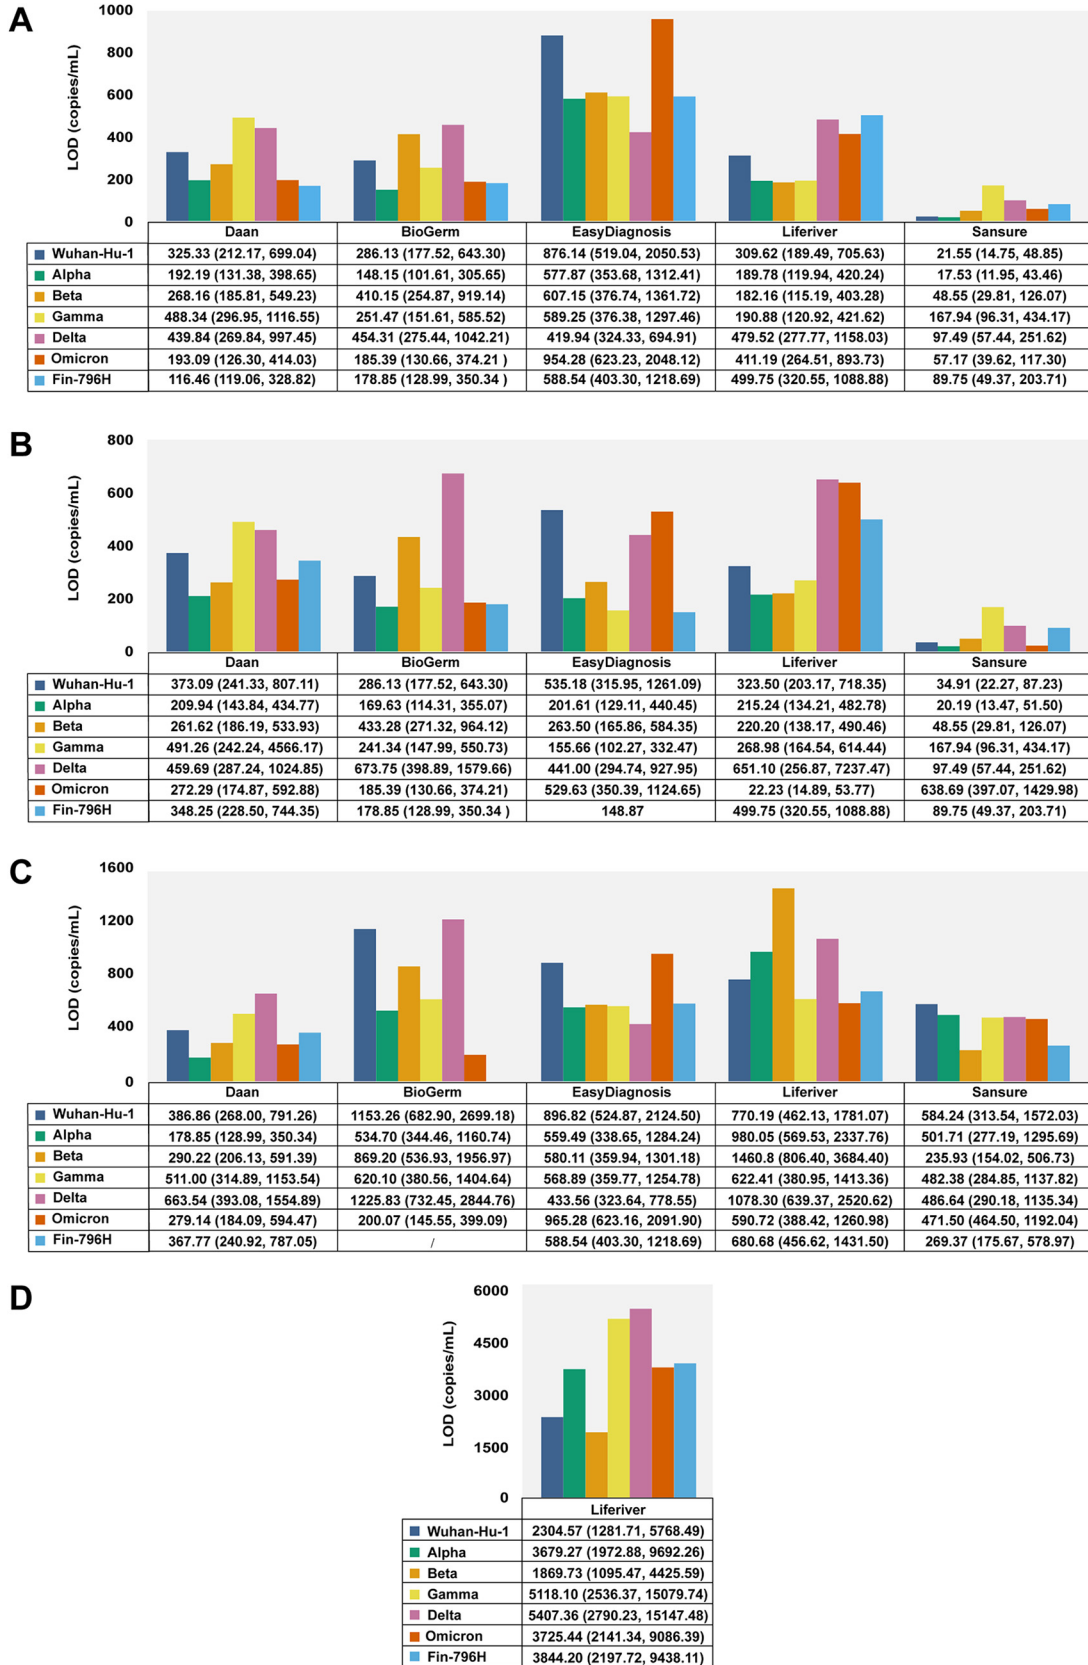 A
LOD (copies/mL)
1000
800
600
400
200
0
Daan BioGerm EasyDiagnosis Liferiver Sansure
Wuhan-Hu-1 325.33 (212.17, 699.04) 286.13 (177.52, 643.30) 876.14 (519.04, 2050.53) 309.62 (189.49, 705.63) 21.55 (14.75, 48.85)
Alpha 192.19 (131.38, 398.65) 148.15 (101.61, 305.65) 577.87 (353.68, 1312.41) 189.78 (119.94, 420.24) 17.53 (11.95, 43.46)
Beta 268.16 (185.81, 549.23) 410.15 (254.87, 919.14) 607.15 (376.74, 1361.72) 182.16 (115.19, 403.28) 48.55 (29.81, 126.07)
Gamma 488.34 (296.95, 1116.55) 251.47 (151.61, 585.52) 589.25 (376.38, 1297.46) 190.88 (120.92, 421.62) 167.94 (96.31, 434.17)
Delta 439.84 (269.84, 997.45) 454.31 (275.44, 1042.21) 419.94 (324.33, 694.91) 479.52 (277.77, 1158.03) 97.49 (57.44, 251.62)
Omicron 193.09 (126.30, 414.03) 185.39 (130.66, 374.21 ) 954.28 (623.23, 2048.12) 411.19 (264.51, 893.73) 57.17 (39.62, 117.30)
Fin-796H 116.46 (119.06, 328.82) 178.85 (128.99, 350.34 ) 588.54 (403.30, 1218.69) 499.75 (320.55, 1088.88) 89.75 (49.37, 203.71)
B
LOD (copies/mL)
800
600
400
200
0
Daan BioGerm EasyDiagnosis Liferiver Sansure
Wuhan-Hu-1 373.09 (241.33, 807.11) 286.13 (177.52, 643.30) 535.18 (315.95, 1261.09) 323.50 (203.17, 718.35) 34.91 (22.27, 87.23)
Alpha 209.94 (143.84, 434.77) 169.63 (114.31, 355.07) 201.61 (129.11, 440.45) 215.24 (134.21, 482.78) 20.19 (13.47, 51.50)
Beta 261.62 (186.19, 533.93) 433.28 (271.32, 964.12) 263.50 (165.86, 584.35) 220.20 (138.17, 490.46) 48.55 (29.81, 126.07)
Gamma 491.26 (242.24, 4566.17) 241.34 (147.99, 550.73) 155.66 (102.27, 332.47) 268.98 (164.54, 614.44) 167.94 (96.31, 434.17)
Delta 459.69 (287.24, 1024.85) 673.75 (398.89, 1579.66) 441.00 (294.74, 927.95) 651.10 (256.87, 7237.47) 97.49 (57.44, 251.62)
Omicron 272.29 (174.87, 592.88) 185.39 (130.66, 374.21) 529.63 (350.39, 1124.65) 22.23 (14.89, 53.77) 638.69 (397.07, 1429.98)
Fin-796H 348.25 (228.50, 744.35) 178.85 (128.99, 350.34 ) 148.87 499.75 (320.55, 1088.88) 89.75 (49.37, 203.71)
C
LOD (copies/mL)
1600
1200
800
400
0
Daan BioGerm EasyDiagnosis Liferiver Sansure
Wuhan-Hu-1 386.86 (268.00, 791.26) 1153.26 (682.90, 2699.18) 896.82 (524.87, 2124.50) 770.19 (462.13, 1781.07) 584.24 (313.54, 1572.03)
Alpha 178.85 (128.99, 350.34) 534.70 (344.46, 1160.74) 559.49 (338.65, 1284.24) 980.05 (569.53, 2337.76) 501.71 (277.19, 1295.69)
Beta 290.22 (206.13, 591.39) 869.20 (536.93, 1956.97) 580.11 (359.94, 1301.18) 1460.8 (806.40, 3684.40) 235.93 (154.02, 506.73)
Gamma 511.00 (314.89, 1153.54) 620.10 (380.56, 1404.64) 568.89 (359.77, 1254.78) 622.41 (380.95, 1413.36) 482.38 (284.85, 1137.82)
Delta 663.54 (393.08, 1554.89) 1225.83 (732.45, 2844.76) 433.56 (323.64, 778.55) 1078.30 (639.37, 2520.62) 486.64 (290.18, 1135.34)
Omicron 279.14 (184.09, 594.47) 200.07 (145.55, 399.09) 965.28 (623.16, 2091.90) 590.72 (388.42, 1260.98) 471.50 (464.50, 1192.04)
Fin-796H 367.77 (240.92, 787.05) / 588.54 (403.30, 1218.69) 680.68 (456.62, 1431.50) 269.37 (175.67, 578.97)
D
LOD (copies/mL)
6000
4500
3000
1500
0
Liferiver
Wuhan-Hu-1 2304.57 (1281.71, 5768.49)
Alpha 3679.27 (1972.88, 9692.26)
Beta 1869.73 (1095.47, 4425.59)
Gamma 5118.10 (2536.37, 15079.74)
Delta 5407.36 (2790.23, 15147.48)
Omicron 3725.44 (2141.34, 9086.39)
Fin-796H 3844.20 (2197.72, 9438.11)